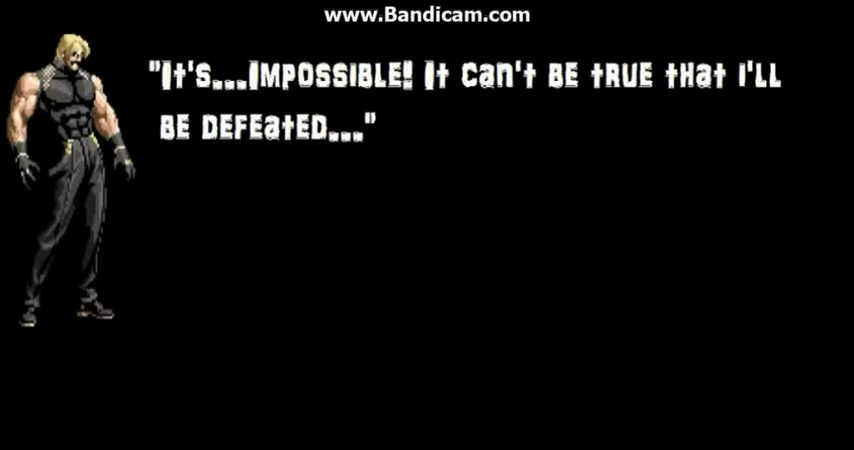 www.Bandicam.com
"It's...Impossible! It can't be true that I'll
be defeated..."